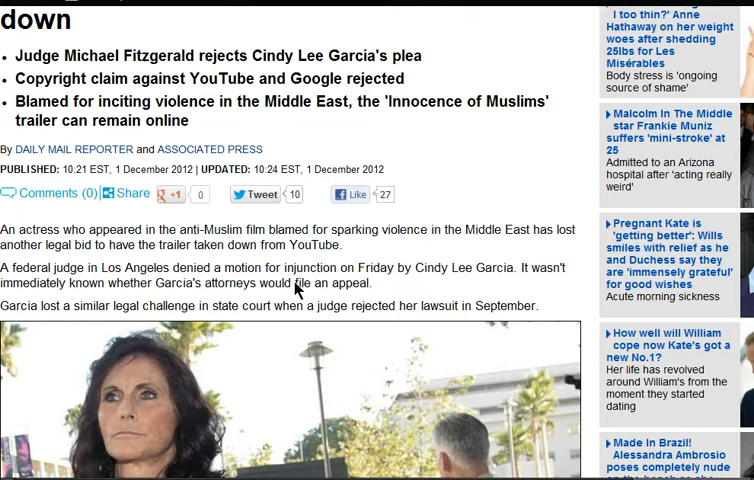 down
Judge Michael Fitzgerald rejects Cindy Lee Garcia's plea
Copyright claim against YouTube and Google rejected
Blamed for inciting violence in the Middle East, the 'Innocence of Muslims'
trailer can remain online
By DAILY MAIL REPORTER and ASSOCIATED PRESS
PUBLISHED: 10:21 EST, 1 December 2012 | UPDATED: 10:24 EST, 1 December 2012
Comments (0) Share +1 0 Tweet 10 Like 27
An actress who appeared in the anti-Muslim film blamed for sparking violence in the Middle East has lost
another legal bid to have the trailer taken down from YouTube.
A federal judge in Los Angeles denied a motion for injunction on Friday by Cindy Lee Garcia. It wasn't
immediately known whether Garcia's attorneys would file an appeal.
Garcia lost a similar legal challenge in state court when a judge rejected her lawsuit in September.
I too thin?' Anne
Hathaway on her weight
woes after shedding
25lbs for Les
Misérables
Body stress is 'ongoing
source of shame'
Malcolm In The Middle
star Frankie Muniz
suffers 'mini-stroke' at
25
Admitted to an Arizona
hospital after 'acting really
weird'
Pregnant Kate is
'getting better': Wills
smiles with relief as he
and Duchess say they
are 'immensely grateful'
for good wishes
Acute morning sickness
How well will William
cope now Kate's got a
new No.1?
Her life has revolved
around William's from the
moment they started
dating
Made In Brazil!
Alessandra Ambrosio
poses completely nude